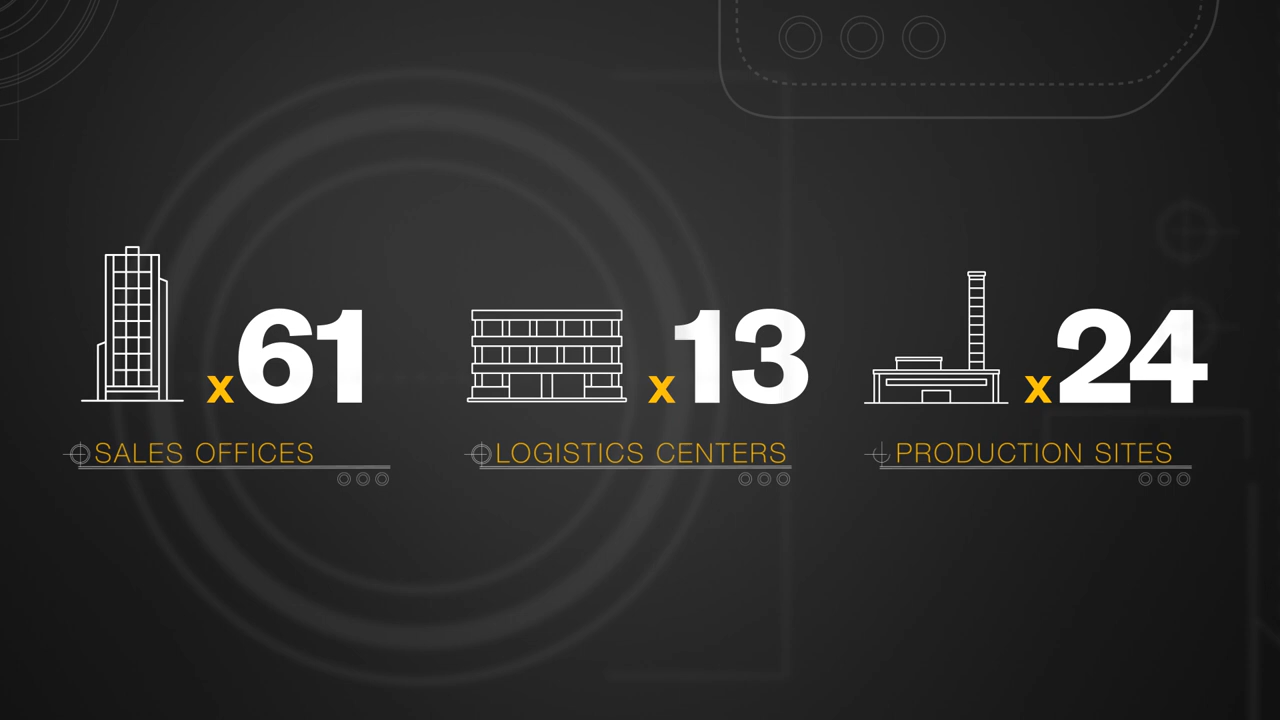 x61
SALES OFFICES
x13
LOGISTICS CENTERS
x24
PRODUCTION SITES